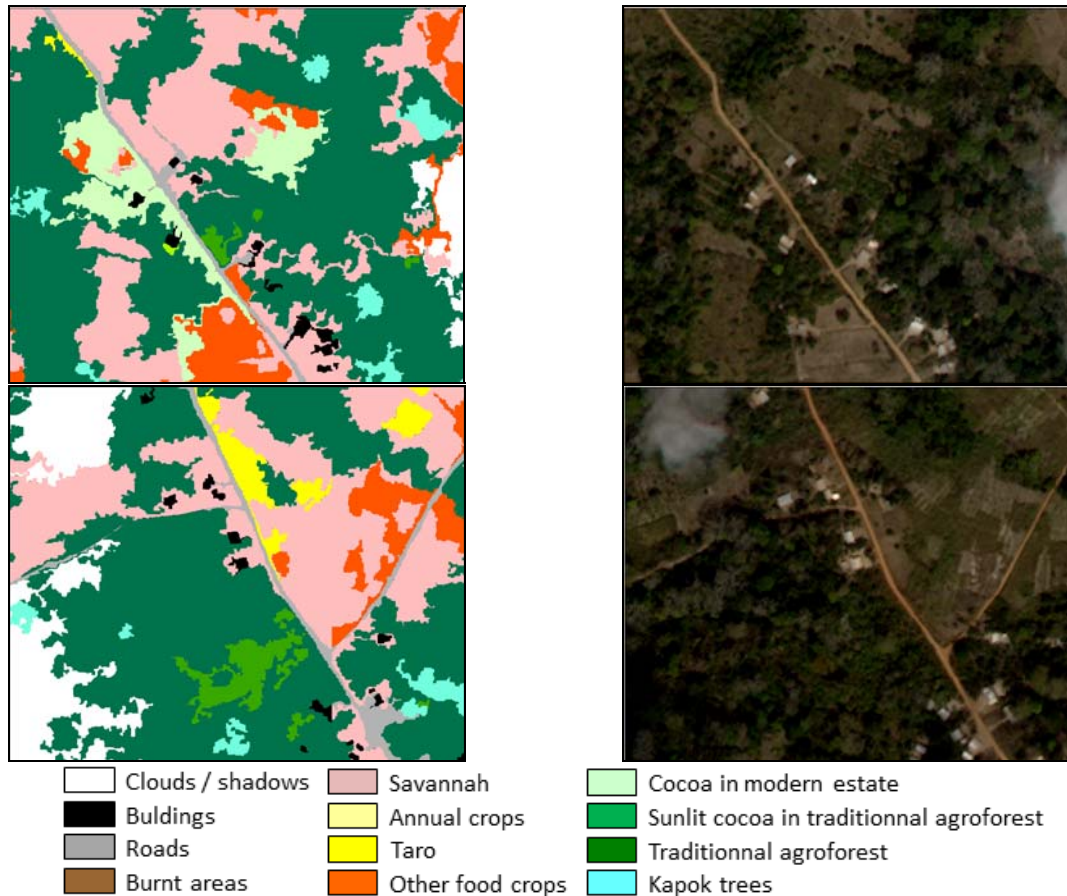 Clouds / shadows
Buldings
Roads
Burnt areas
Savannah
Annual crops
Taro
Other food crops
Cocoa in modern estate
Sunlit cocoa in traditionnal agroforest
Traditionnal agroforest
Kapok trees